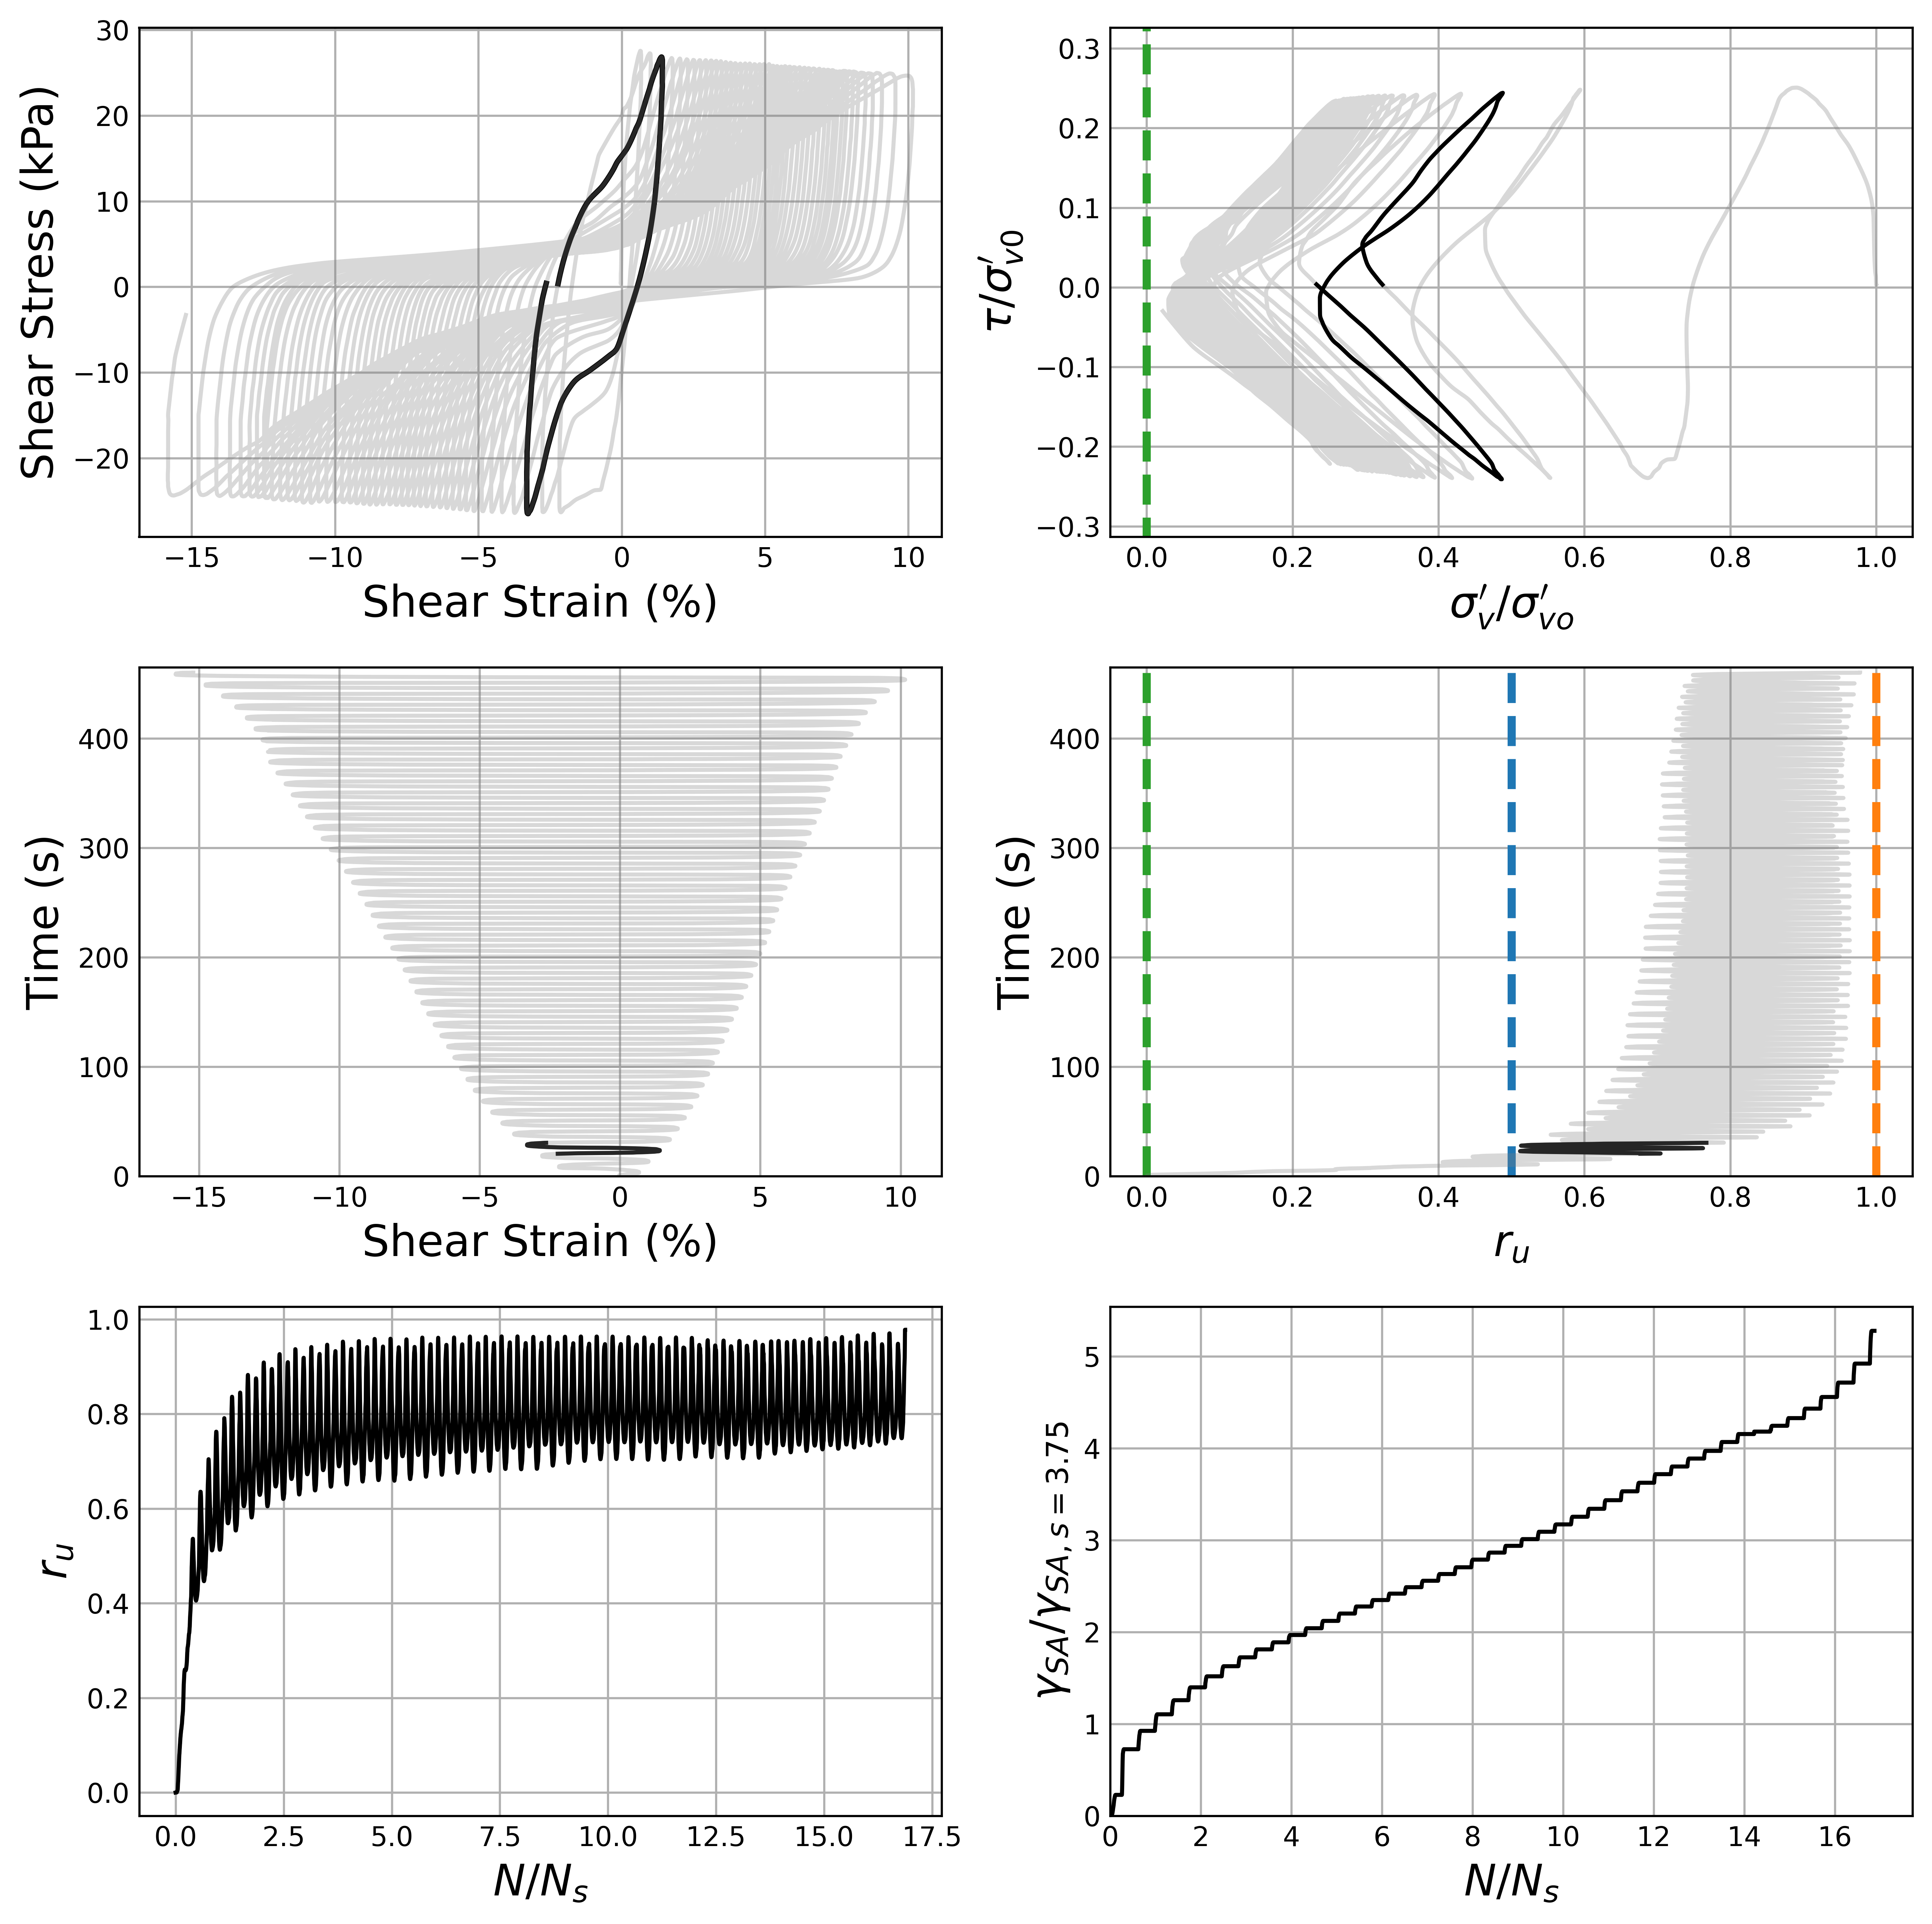 30
20
10
0
−10
−20
Shear Stress (kPa)
−15 −10 −5 0 5 10
Shear Strain (%)
0.3
0.2
0.1
0.0
−0.1
−0.2
−0.3
τ/σ′v0
0.0 0.2 0.4 0.6 0.8 1.0
σ′v/σ′vo
400
300
200
100
0
Time (s)
−15 −10 −5 0 5 10
Shear Strain (%)
400
300
200
100
0
Time (s)
0.0 0.2 0.4 0.6 0.8 1.0
ru
1.0
0.8
0.6
0.4
0.2
0.0
ru
0.0 2.5 5.0 7.5 10.0 12.5 15.0 17.5
N/Ns
5
4
3
2
1
0
γSA/γSA, s = 3.75
0 2 4 6 8 10 12 14 16
N/Ns